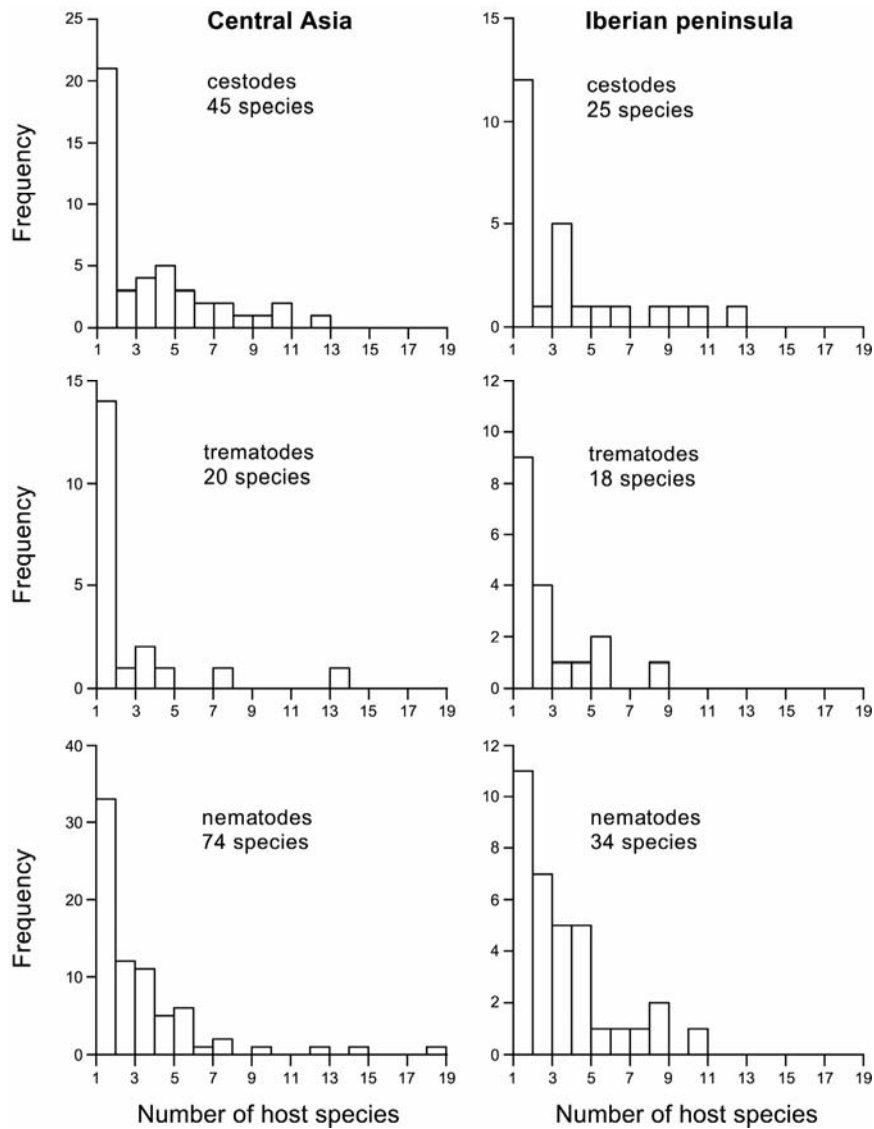 Central Asia
Iberian peninsula
Frequency
25
20
15
10
5
0
cestodes
45 species
1 3 5 7 9 11 13 15 17 19
15
10
5
0
cestodes
25 species
1 3 5 7 9 11 13 15 17 19
Frequency
15
10
5
0
trematodes
20 species
1 3 5 7 9 11 13 15 17 19
12
10
8
6
4
2
0
trematodes
18 species
1 3 5 7 9 11 13 15 17 19
Frequency
40
30
20
10
0
nematodes
74 species
1 3 5 7 9 11 13 15 17 19
Number of host species
12
10
8
6
4
2
0
nematodes
34 species
1 3 5 7 9 11 13 15 17 19
Number of host species